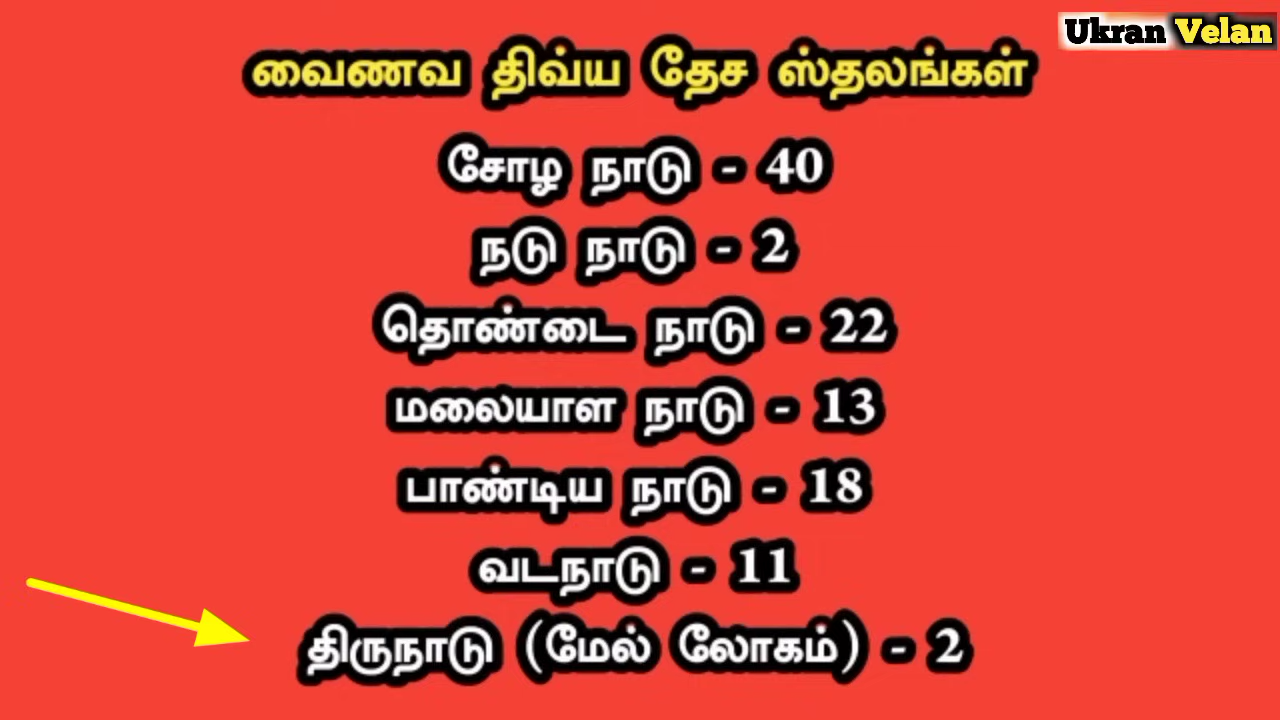 Ukran Velan
வைணவ திவ்ய தேச ஸ்தலங்கள்
சோழ நாடு - 40
நடு நாடு - 2
தொண்டை நாடு - 22
மலையாள நாடு - 13
பாண்டிய நாடு - 18
வடநாடு - 11
திருநாடு (மேல் லோகம்) - 2